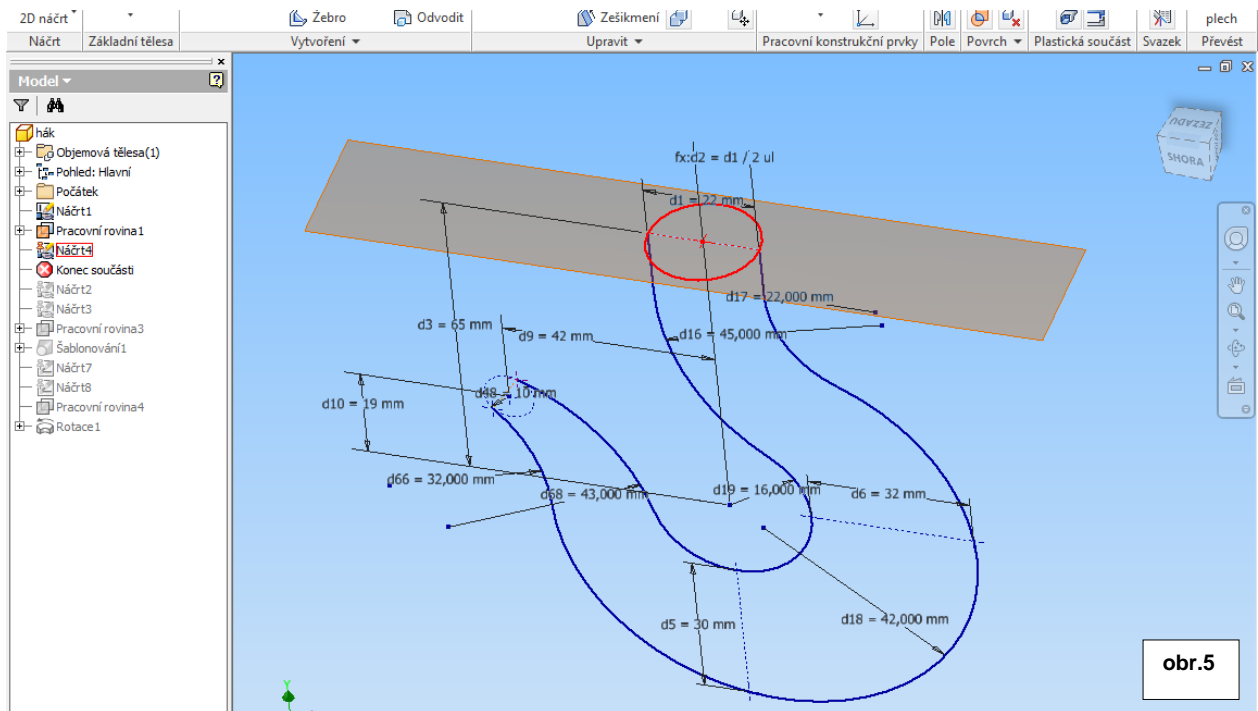 2D náčrt
Žebro
Odvodit
Zešikmení
plech
Náčrt
Základní tělesa
Vytvoření
Upravit
Pracovní konstrukční prvky
Pole
Povrch
Plastická součást
Svazek
Převést
Model
hák
Objemová tělesa(1)
Pohled: Hlavní
Počátek
Náčrt1
Pracovní rovina1
Náčrt4
Konec součásti
Náčrt2
Náčrt3
Pracovní rovina3
Šablonování1
Náčrt7
Náčrt8
Pracovní rovina4
Rotace1
ZEZADU
SHORA
fx:d2 = d1 / 2 ul
d1 = 22 mm
d17 = 22,000 mm
d3 = 65 mm
d9 = 42 mm
d16 = 45,000 mm
d48 = 10 mm
d10 = 19 mm
d66 = 32,000 mm
d68 = 43,000 mm
d19 = 16,000 mm
d6 = 32 mm
d5 = 30 mm
d18 = 42,000 mm
obr.5
Y